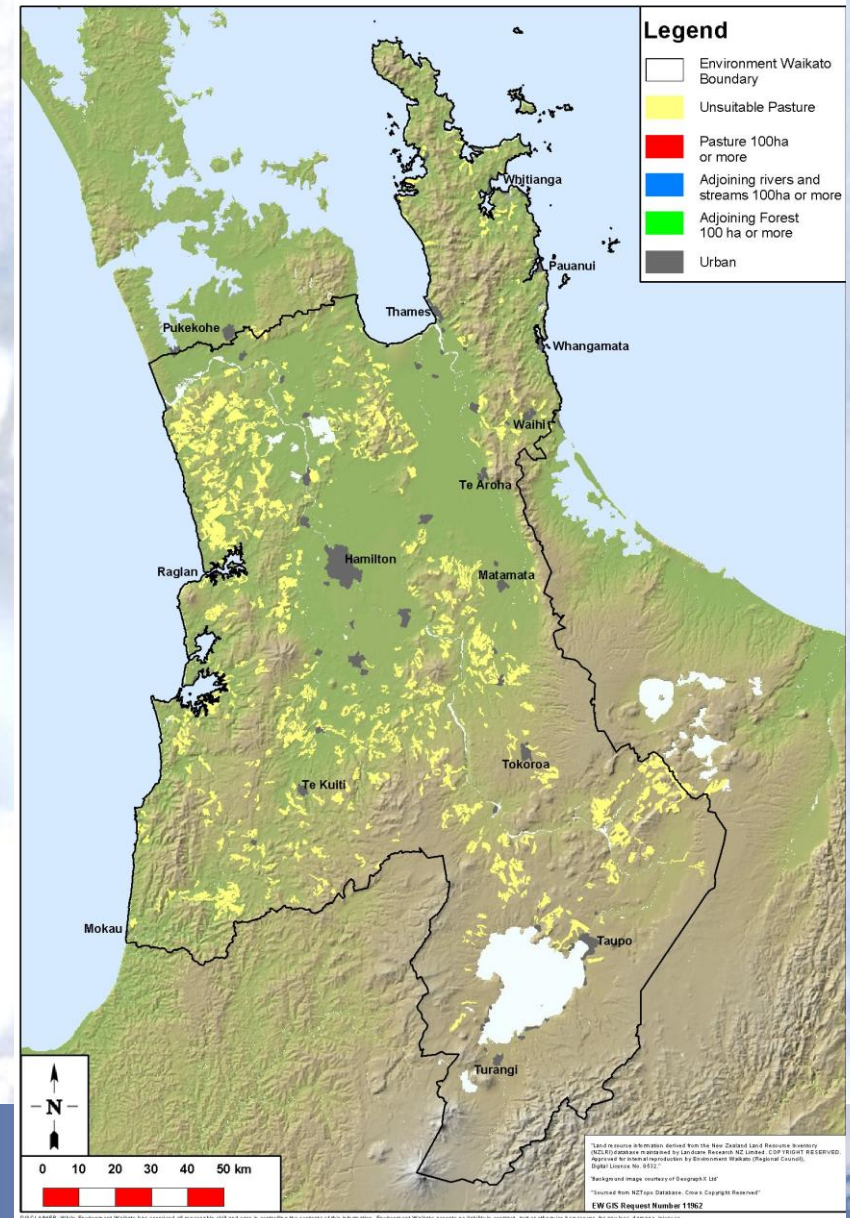 Legend
Environment Waikato
Boundary
Unsuitable Pasture
Pasture 100ha
or more
Adjoining rivers and
streams 100ha or more
Adjoining Forest
100 ha or more
Urban
Whitianga
Pauanui
Thames
Pukekohe
Whangamata
Waihi
Te Aroha
Hamilton
Raglan
Matamata
Tokoroa
Te Kuiti
Mokau
Taupo
Turangi
N
0 10 20 30 40 50 km
"Land resource information derived from the New Zealand Land Resource Inventory
(NZLRI) database maintained by Landcare Research NZ Limited. COPYRIGHT RESERVED.
Approved for internal reproduction by Environment Waikato (Regional Council),
Digital Licence No.
"Background image courtesy of Geographx Ltd"
"Sourced from NZTopo Database. Crown Copyright Reserved"
EW GIS Request Number 11962